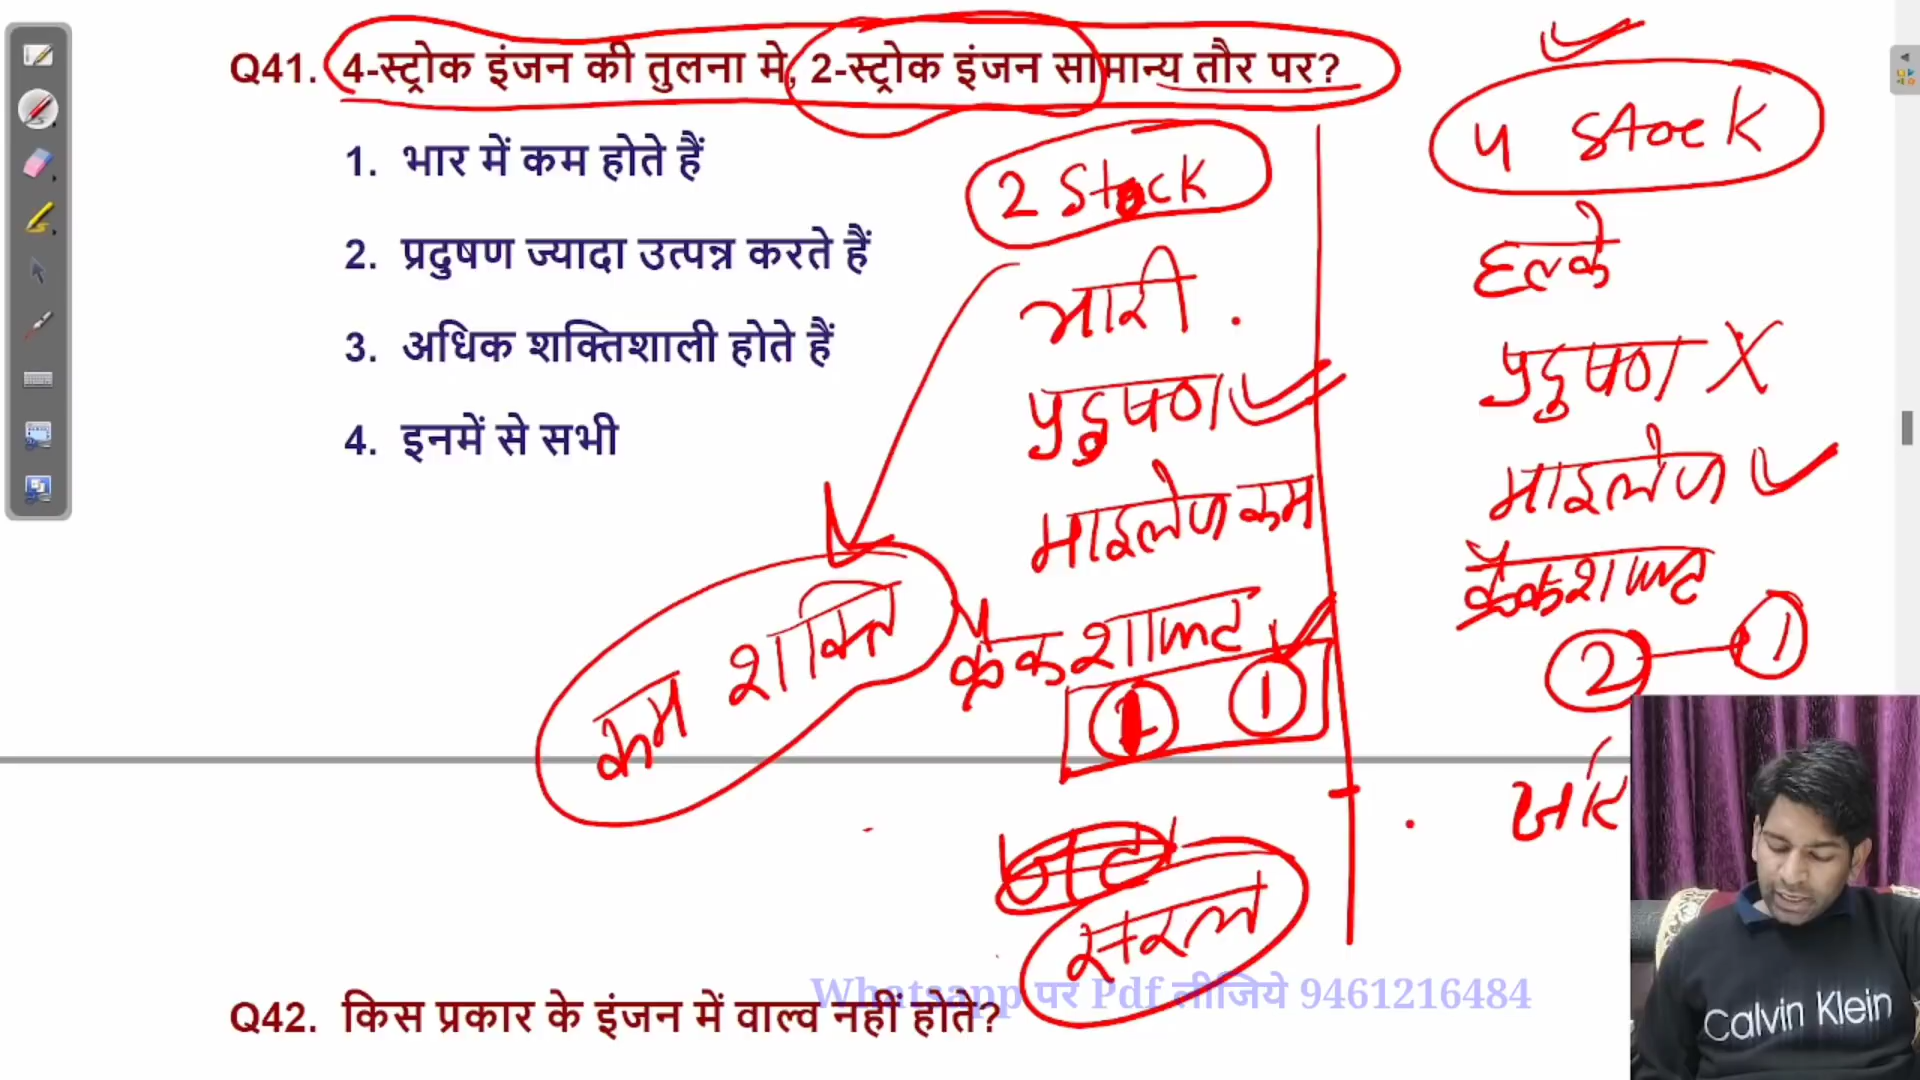 Q41. 4-स्ट्रोक इंजन की तुलना मे, 2-स्ट्रोक इंजन सामान्य तौर पर?
1. भार में कम होते हैं
2. प्रदुषण ज्यादा उत्पन्न करते हैं
3. अधिक शक्तिशाली होते हैं
4. इनमें से सभी
2 Stock
भारी
प्रदुषण
माइलेज कम
क्रैंकशाफ्ट
1 1
सरल
कम शक्ति
4 Stock
हल्के
प्रदुषण X
माइलेज
क्रैंकशाफ्ट
2 1
Whatsapp पर Pdf लीजिये 9461216484
Q42. किस प्रकार के इंजन में वाल्व नहीं होते?
Calvin Klein